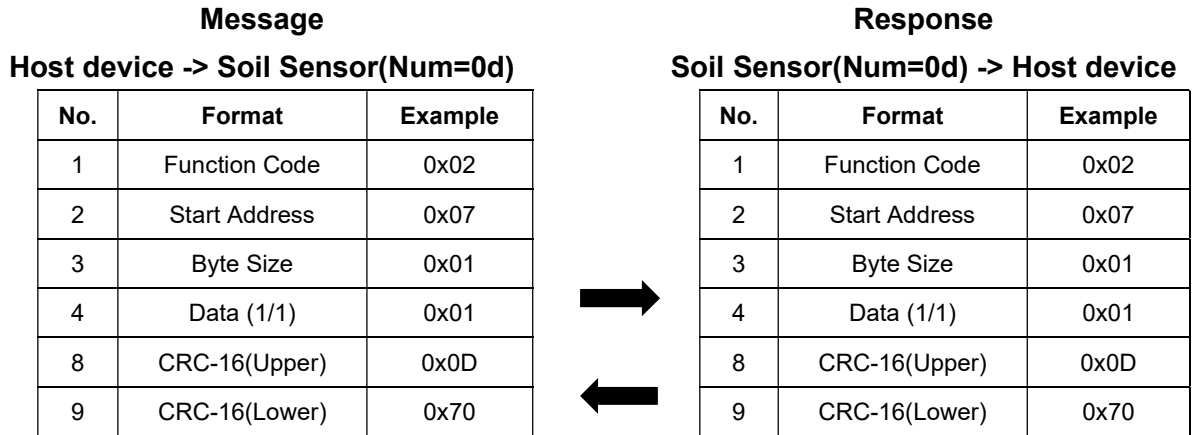 Message
Host device -> Soil Sensor(Num=0d)
No. Format Example
1 Function Code 0x02
2 Start Address 0x07
3 Byte Size 0x01
4 Data (1/1) 0x01
8 CRC-16(Upper) 0x0D
9 CRC-16(Lower) 0x70
Response
Soil Sensor(Num=0d) -> Host device
No. Format Example
1 Function Code 0x02
2 Start Address 0x07
3 Byte Size 0x01
4 Data (1/1) 0x01
8 CRC-16(Upper) 0x0D
9 CRC-16(Lower) 0x70